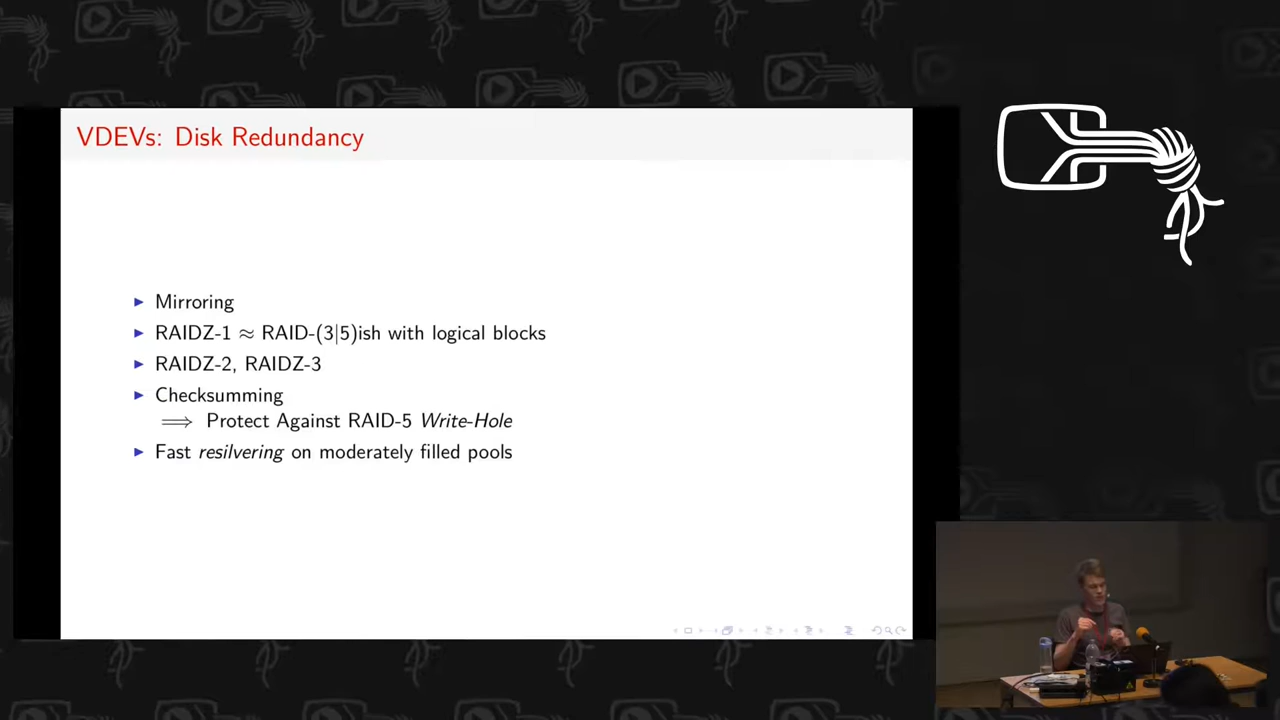 VDEVs: Disk Redundancy
▶ Mirroring
▶ RAIDZ-1 ≈ RAID-(3|5)ish with logical blocks
▶ RAIDZ-2, RAIDZ-3
▶ Checksumming
⟹ Protect Against RAID-5 Write-Hole
▶ Fast resilvering on moderately filled pools